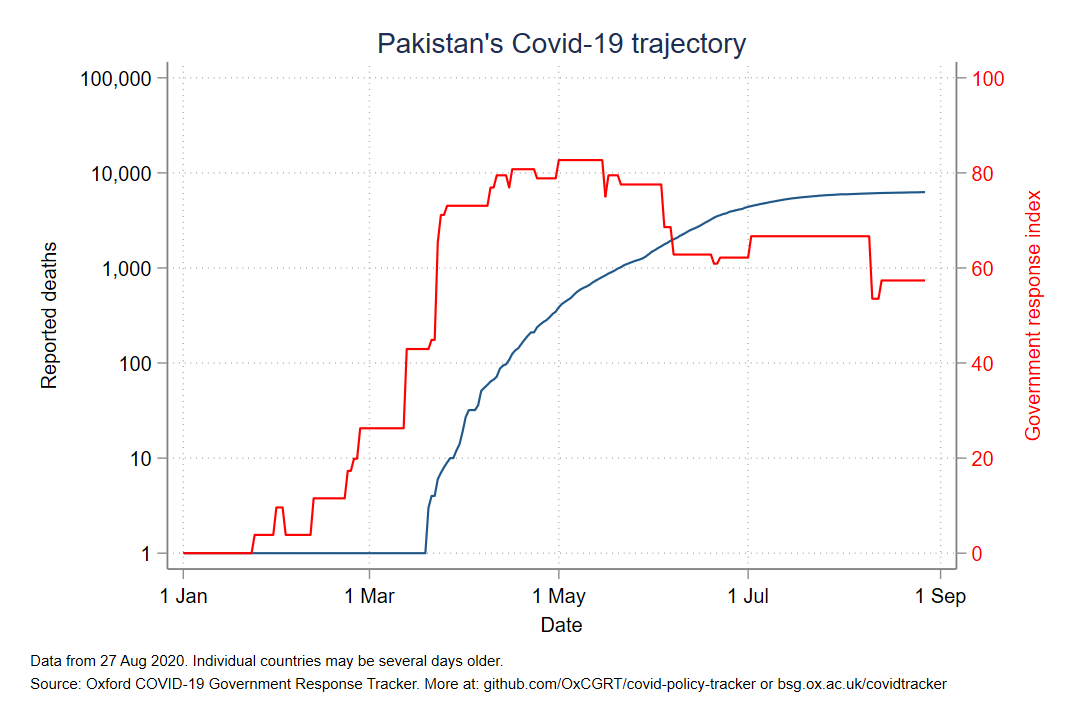 Pakistan's Covid-19 trajectory
100,000
10,000
1,000
100
10
1
Reported deaths
100
80
60
40
20
0
Government response index
1 Jan
1 Mar
1 May
1 Jul
1 Sep
Date
Data from 27 Aug 2020. Individual countries may be several days older.
Source: Oxford COVID-19 Government Response Tracker. More at: github.com/OxCGRT/covid-policy-tracker or bsg.ox.ac.uk/covidtracker